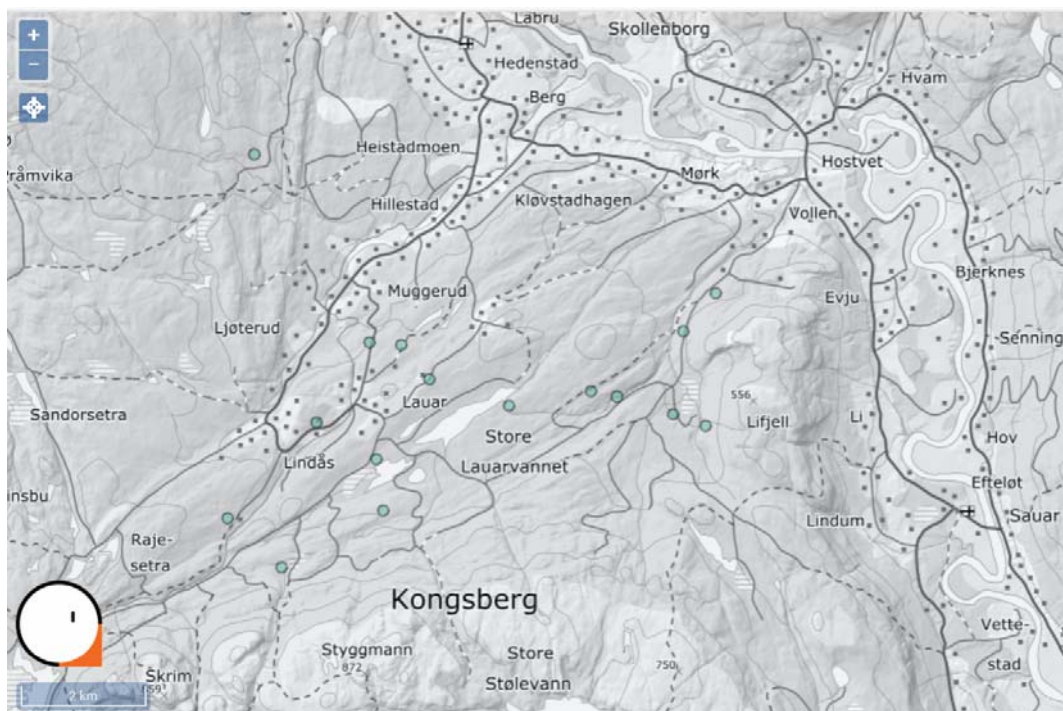 Labru
Skollenborg
+
Hedenstad
Hvam
−
Berg
Heistadmoen
Hostvet
Pråmvika
Mørk
Hillestad
Kløvstadhagen
Vollen
Bjerknes
Muggerud
Evju
Ljøterud
Senning
556
Sandorsetra
Lauar
Li
Lifjell
Store
Hov
Lindås
Lauarvannet
Efteløt
insbu
Lindum
Sauar
Raje-
setra
Kongsberg
Vette-
Styggmann
Store
872
750
stad
Skrim
Stølevann
2 km